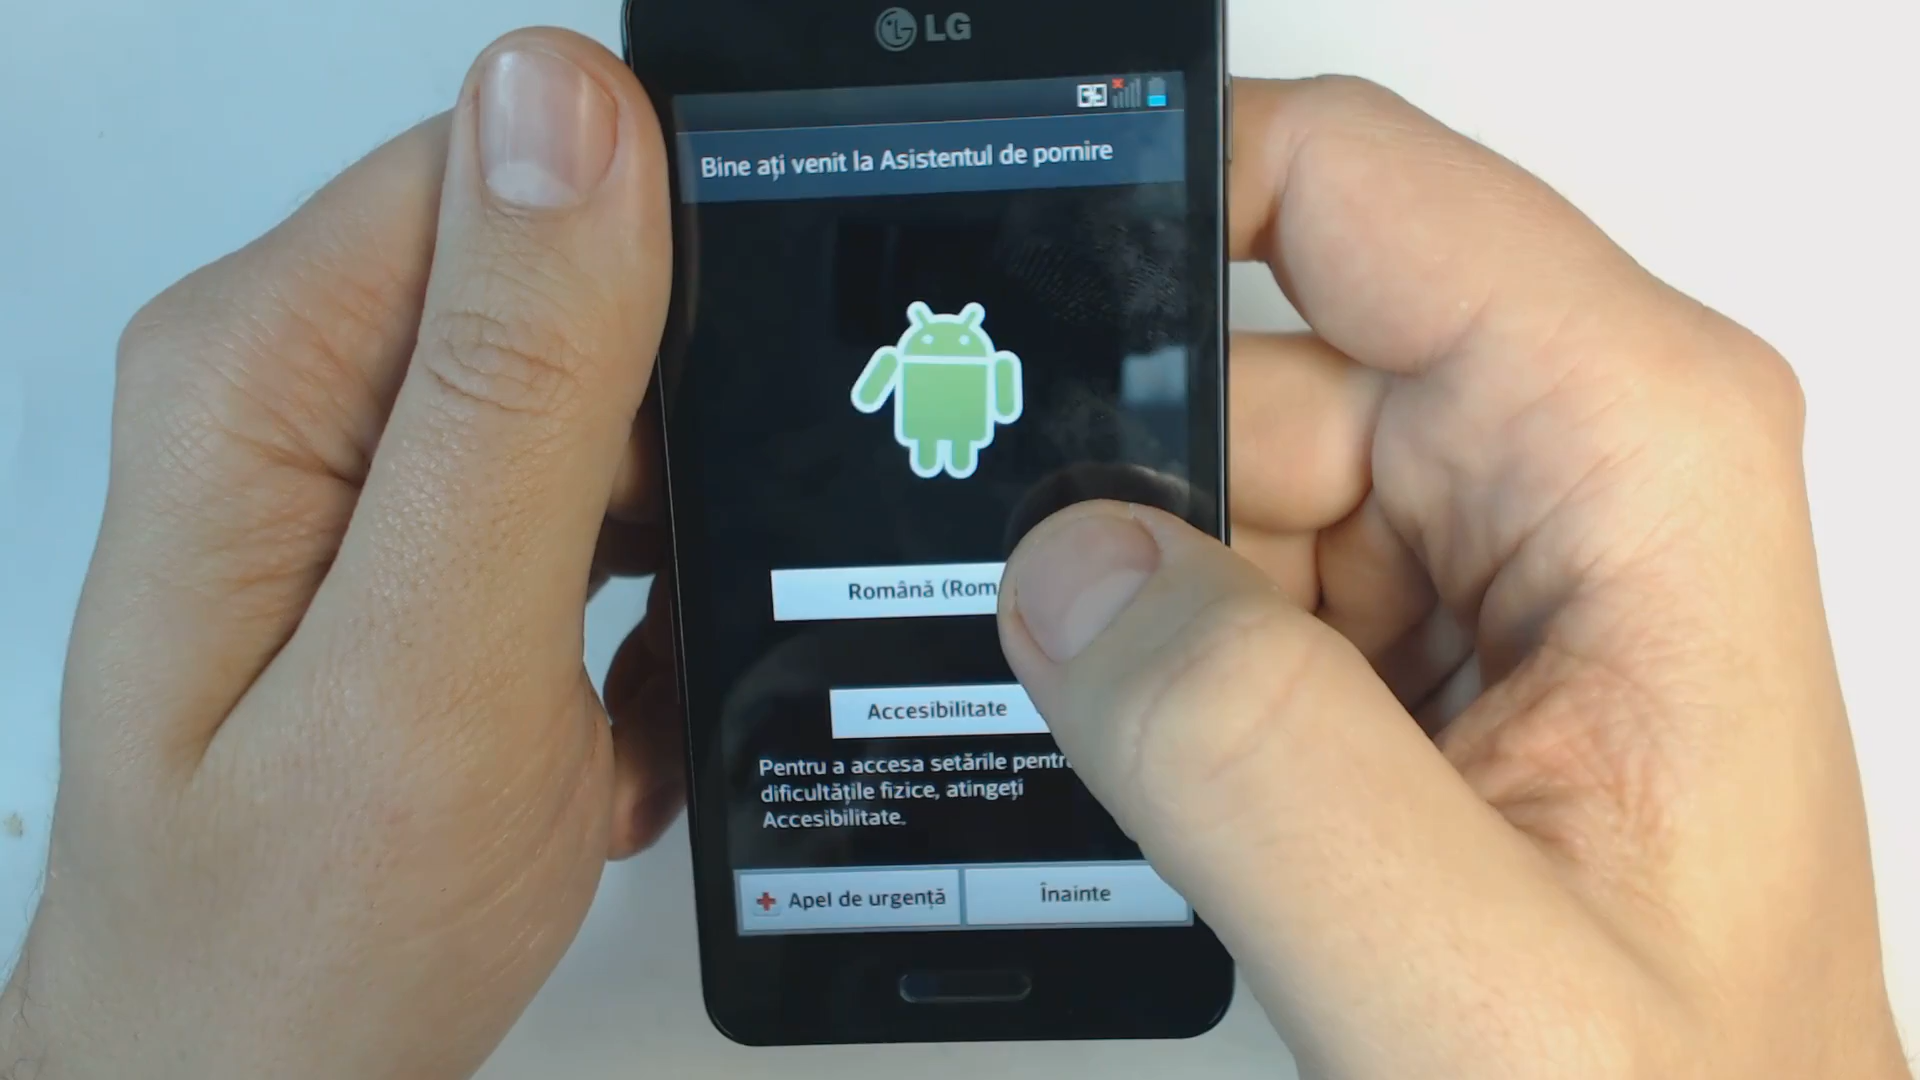 LG
Bine ați venit la Asistentul de pornire
Română (Rom
Accesibilitate
Pentru a accesa setările pentru
dificultățile fizice, atingeți
Accesibilitate.
Apel de urgență
Înainte